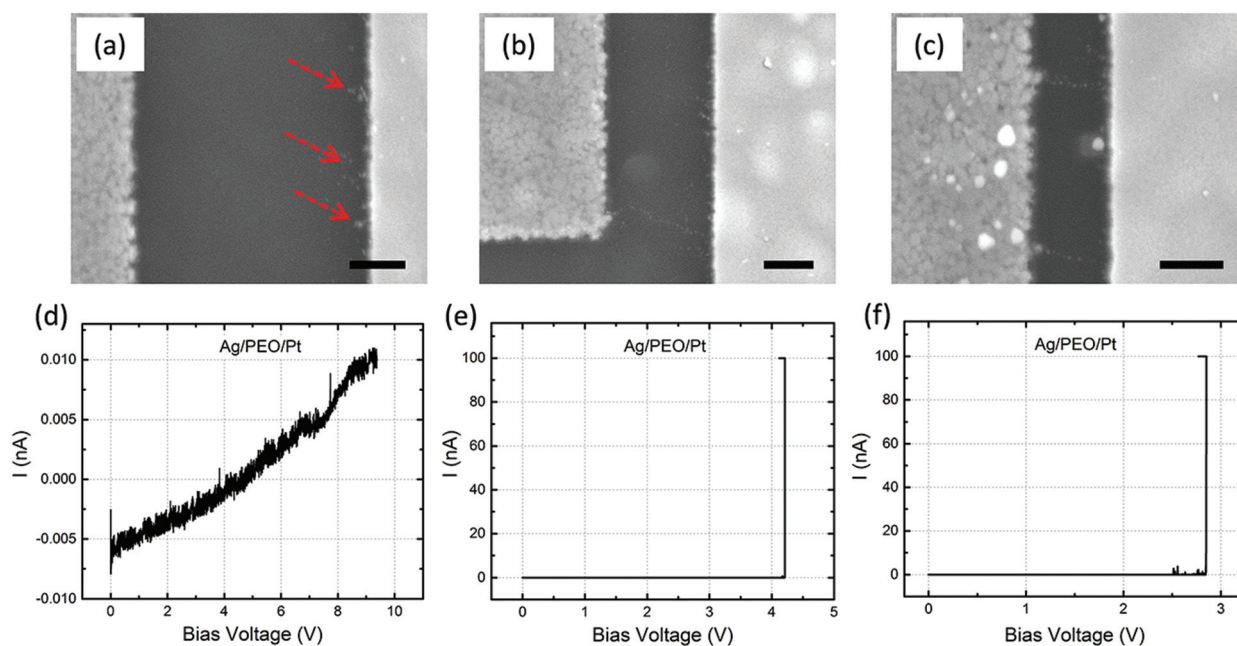 (a)
(b)
(c)
(d)
Ag/PEO/Pt
0.010
0.005
0.000
-0.005
-0.010
I (nA)
0 2 4 6 8 10
Bias Voltage (V)
(e)
Ag/PEO/Pt
100
80
60
40
20
0
I (nA)
0 1 2 3 4 5
Bias Voltage (V)
(f)
Ag/PEO/Pt
100
80
60
40
20
0
I (nA)
0 1 2 3
Bias Voltage (V)